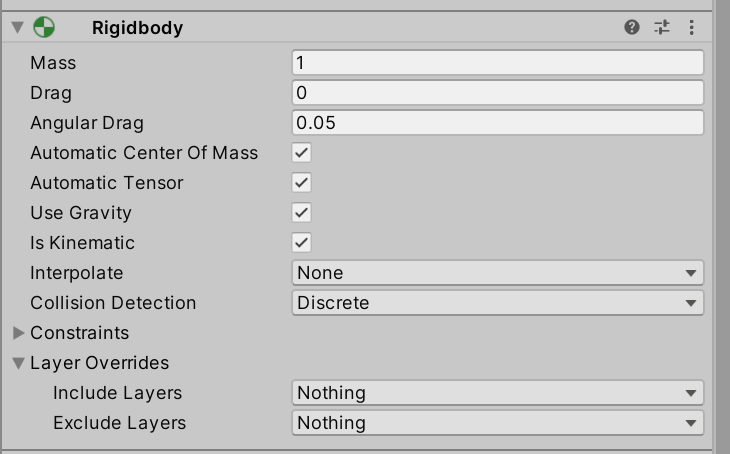 Rigidbody
Mass 1
Drag 0
Angular Drag 0.05
Automatic Center Of Mass
Automatic Tensor
Use Gravity
Is Kinematic
Interpolate None
Collision Detection Discrete
Constraints
Layer Overrides
Include Layers Nothing
Exclude Layers Nothing